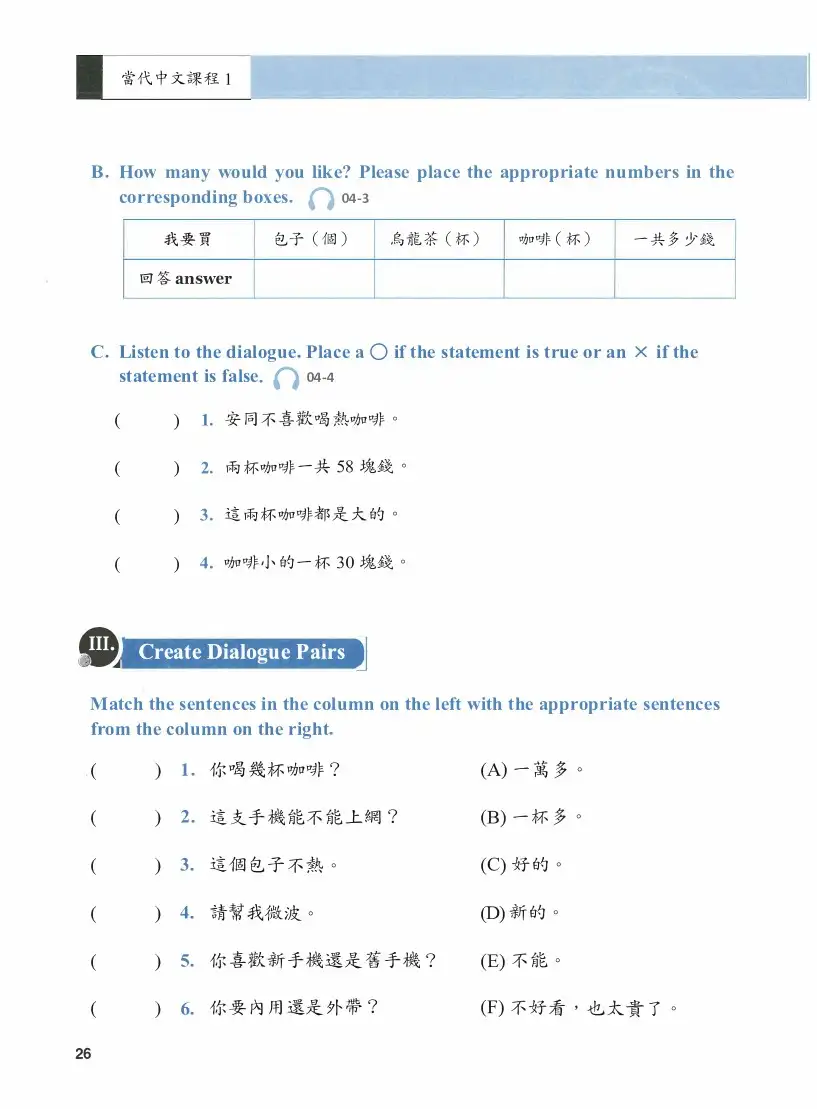 當代中文課程 1
B. How many would you like? Please place the appropriate numbers in the
corresponding boxes. 04-3
我要買 包子（個） 烏龍茶（杯） 咖啡（杯） 一共多少錢
回答 answer
C. Listen to the dialogue. Place a ◯ if the statement is true or an × if the
statement is false. 04-4
( ) 1. 安同不喜歡喝熱咖啡。
( ) 2. 兩杯咖啡一共 58 塊錢。
( ) 3. 這兩杯咖啡都是大的。
( ) 4. 咖啡小的一杯 30 塊錢。
III. Create Dialogue Pairs
Match the sentences in the column on the left with the appropriate sentences
from the column on the right.
( ) 1. 你喝幾杯咖啡？ (A) 一萬多。
( ) 2. 這支手機能不能上網？ (B) 一杯多。
( ) 3. 這個包子不熱。 (C) 好的。
( ) 4. 請幫我微波。 (D) 新的。
( ) 5. 你喜歡新手機還是舊手機？ (E) 不能。
( ) 6. 你要內用還是外帶？ (F) 不好看，也太貴了。
26